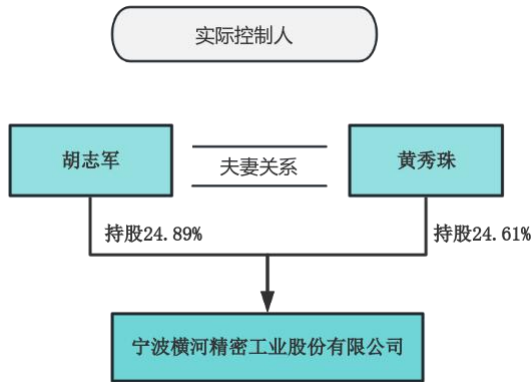 实际控制人
胡志军
夫妻关系
黄秀珠
持股24.89%
持股24.61%
宁波横河精密工业股份有限公司